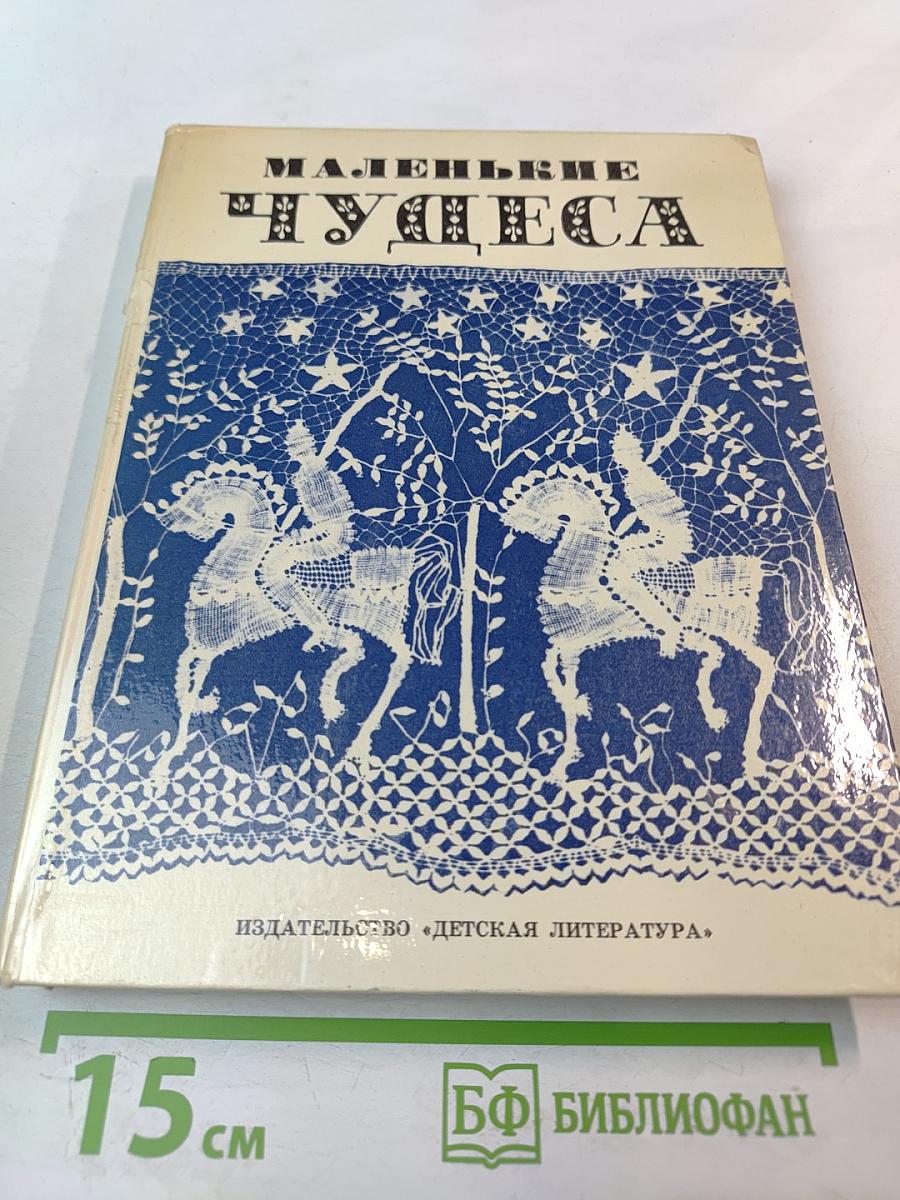 МАЛЕНЬКИЕ
ЧУДЕСА
ИЗДАТЕЛЬСТВО «ДЕТСКАЯ ЛИТЕРАТУРА»
15 см
БФ БИБЛИОФАН